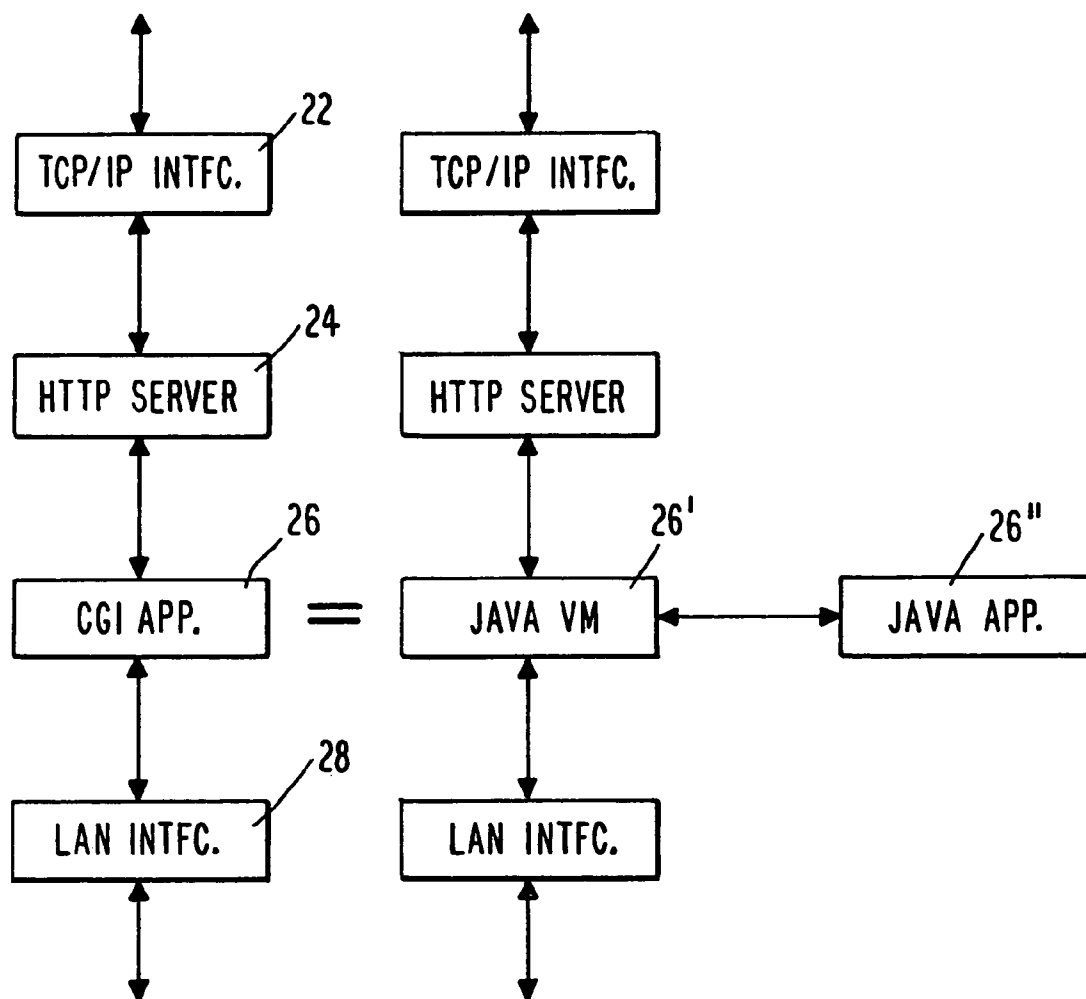 22
TCP/IP INTFC.
TCP/IP INTFC.
24
HTTP SERVER
HTTP SERVER
26
26'
26"
CGI APP.
=
JAVA VM
JAVA APP.
28
LAN INTFC.
LAN INTFC.